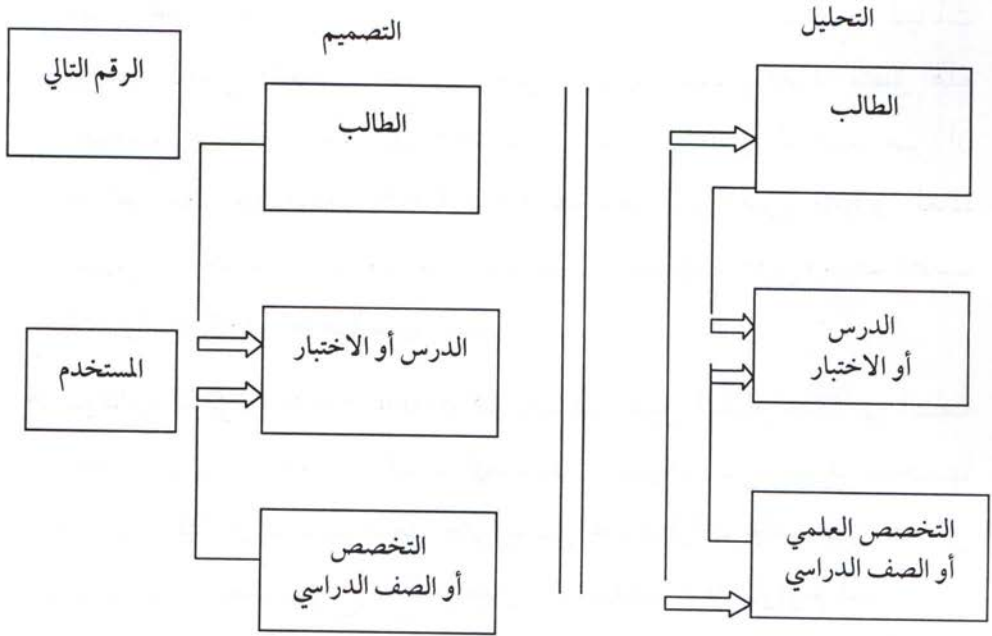 التحليل
الطالب
الدرس
أو الاختبار
التخصص العلمي
أو الصف الدراسي
التصميم
الطالب
الدرس أو الاختبار
التخصص
أو الصف الدراسي
الرقم التالي
المستخدم